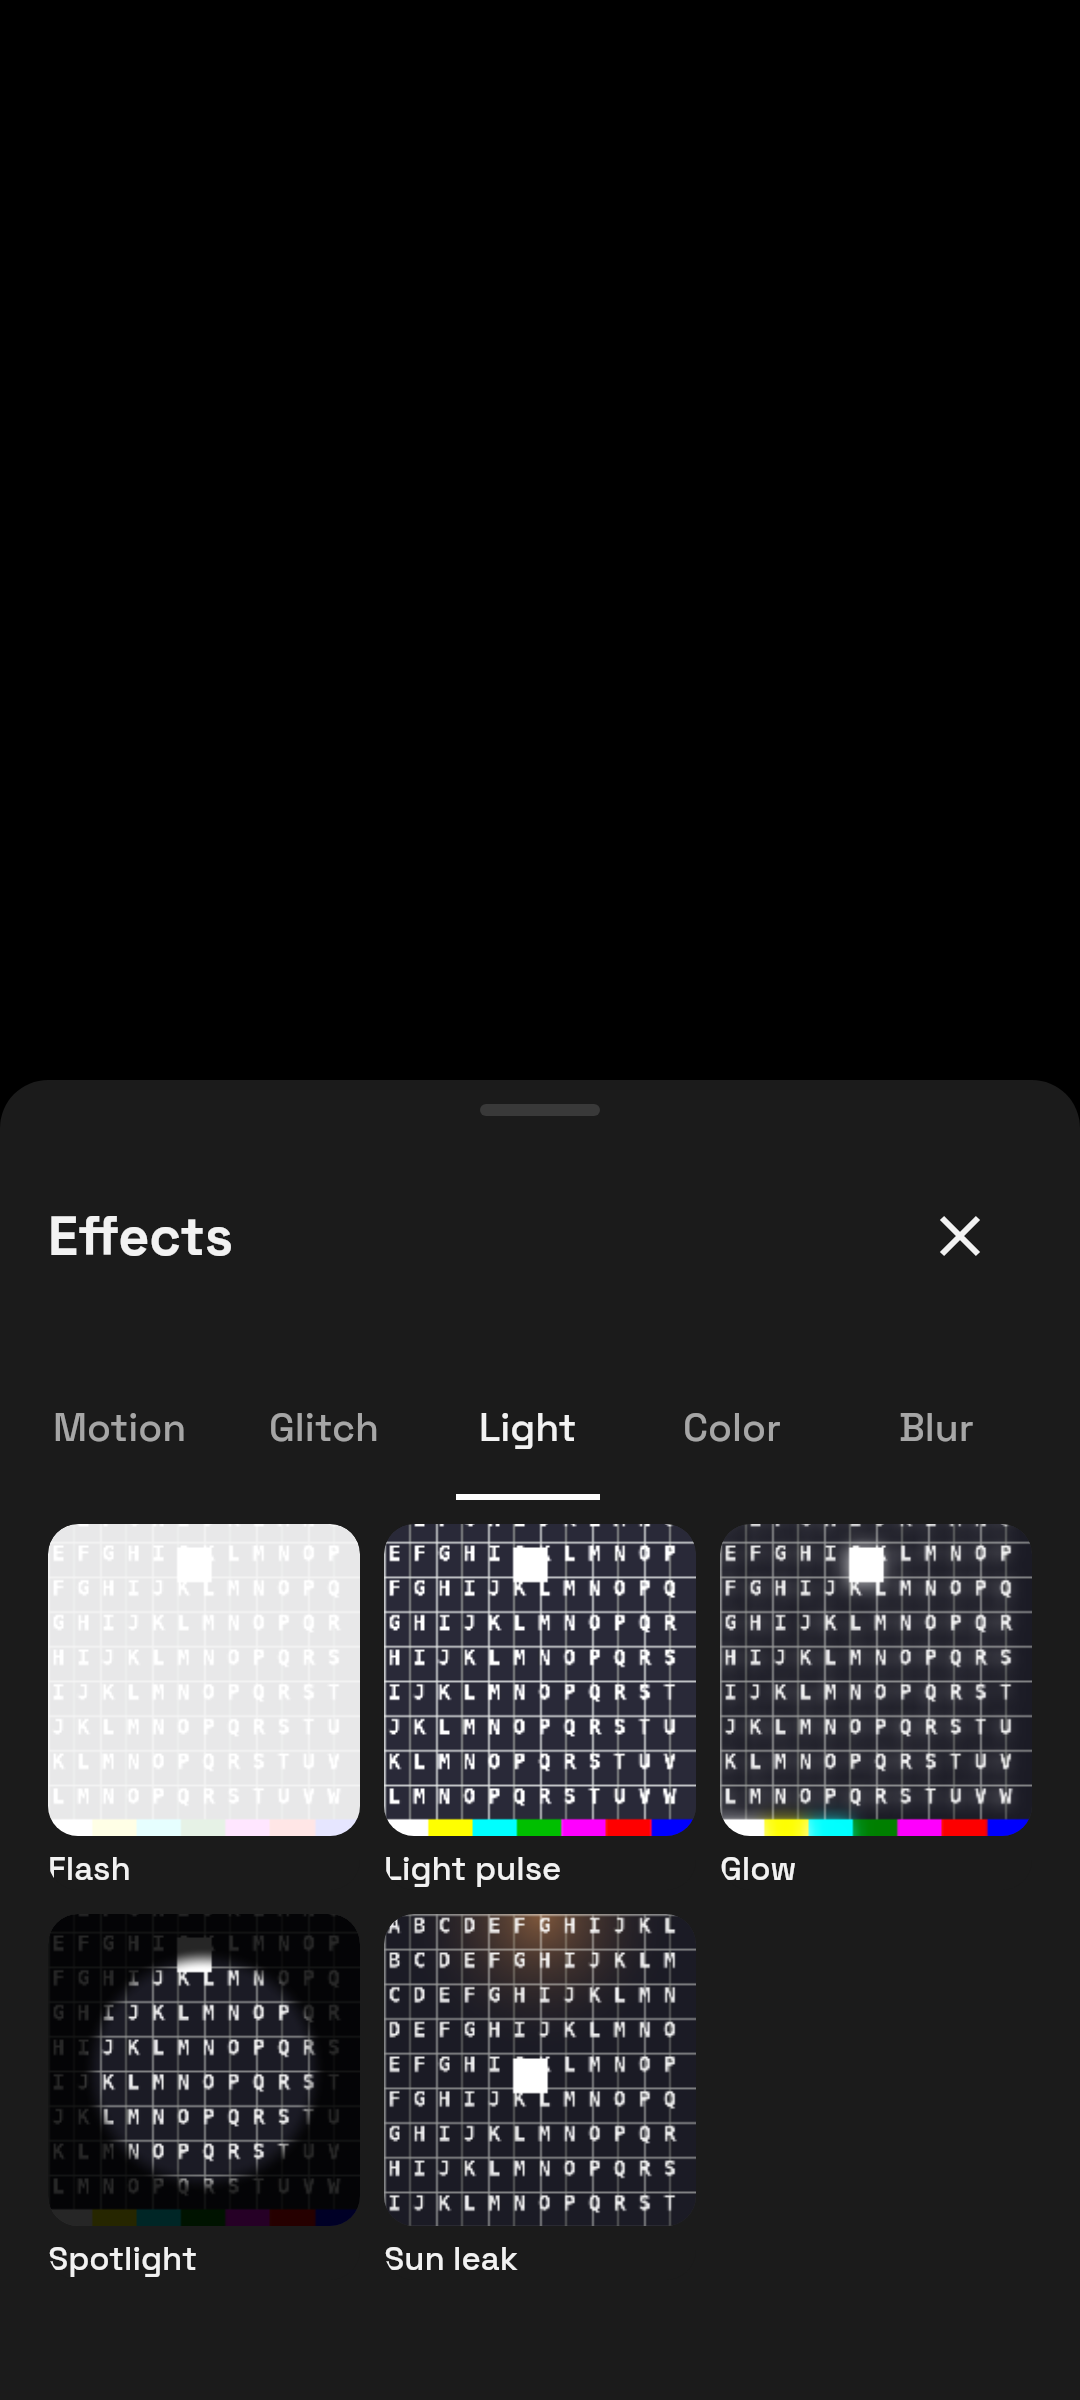 Effects
Motion Glitch Light Color Blur
E F G H I K L M N O P
F G H I J K L M N O P Q
G H I J K L M N O P Q R
H I J K L M N O P Q R S
I J K L M N O P Q R S T
J K L M N O P Q R S T U
K L M N O P Q R S T U V
L M N O P Q R S T U V W
E F G H I K L M N O P
F G H I J K L M N O P Q
G H I J K L M N O P Q R
H I J K L M N O P Q R S
I J K L M N O P Q R S T
J K L M N O P Q R S T U
K L M N O P Q R S T U V
L M N O P Q R S T U V W
E F G H I K L M N O P
F G H I J K L M N O P Q
G H I J K L M N O P Q R
H I J K L M N O P Q R S
I J K L M N O P Q R S T
J K L M N O P Q R S T U
K L M N O P Q R S T U V
L M N O P Q R S T U V W
Flash Light pulse Glow
E F G H I K L M N O P
F G H I J K L M N O P Q
G H I J K L M N O P Q R
H I J K L M N O P Q R S
I J K L M N O P Q R S T
J K L M N O P Q R S T U
K L M N O P Q R S T U V
L M N O P Q R S T U V W
A B C D E F G H I J K L
B C D E F G H I J K L M
C D E F G H I J K L M N
D E F G H I J K L M N O
E F G H I K L M N O P
F G H I J K L M N O P Q
G H I J K L M N O P Q R
H I J K L M N O P Q R S
I J K L M N O P Q R S T
Spotlight Sun leak